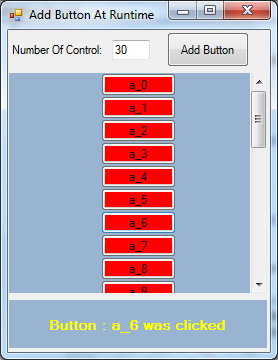 Add Button At Runtime
Number Of Control: 30 Add Button
a_0
a_1
a_2
a_3
a_4
a_5
a_6
a_7
a_8
a_9
Button : a_6 was clicked